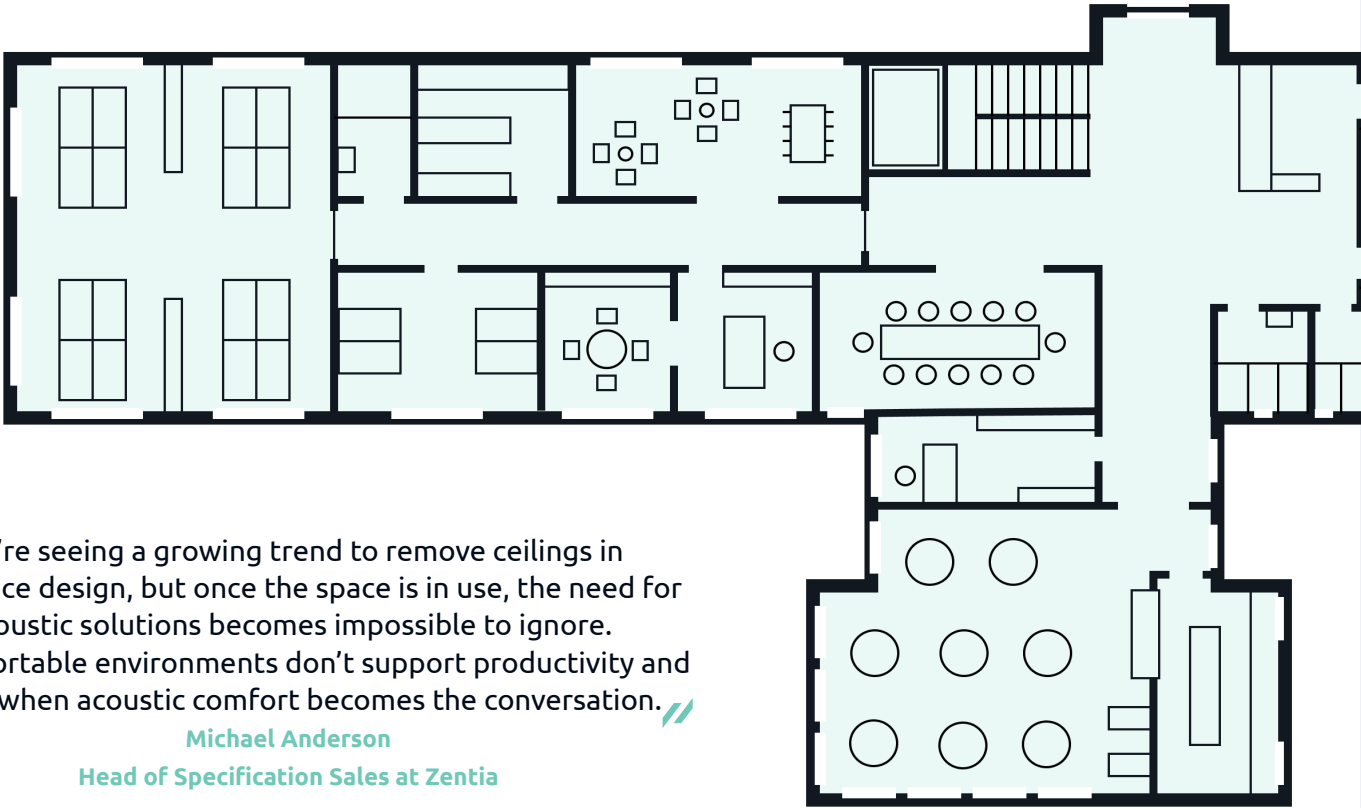 're seeing a growing trend to remove ceilings in
ce design, but once the space is in use, the need for
oustic solutions becomes impossible to ignore.
ortable environments don't support productivity and
when acoustic comfort becomes the conversation.
Michael Anderson
Head of Specification Sales at Zentia